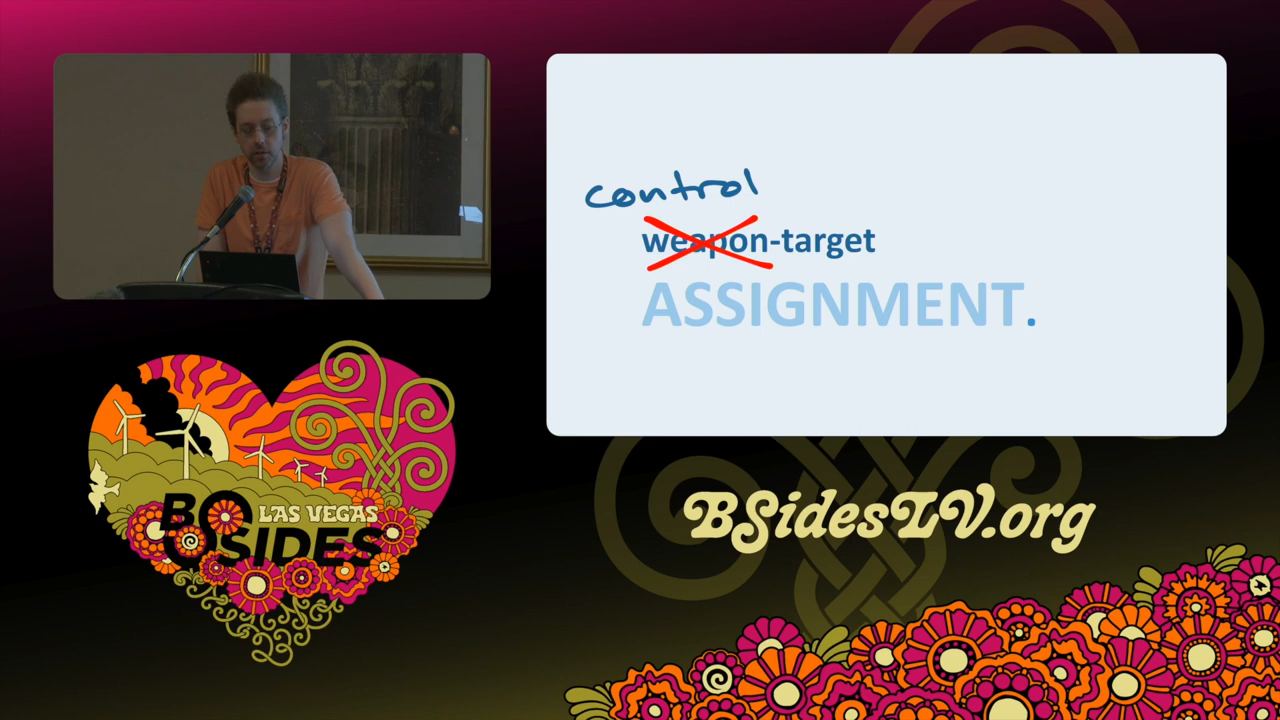 control
weapon-target
ASSIGNMENT.
BSIDES
LAS VEGAS
BSidesLV.org